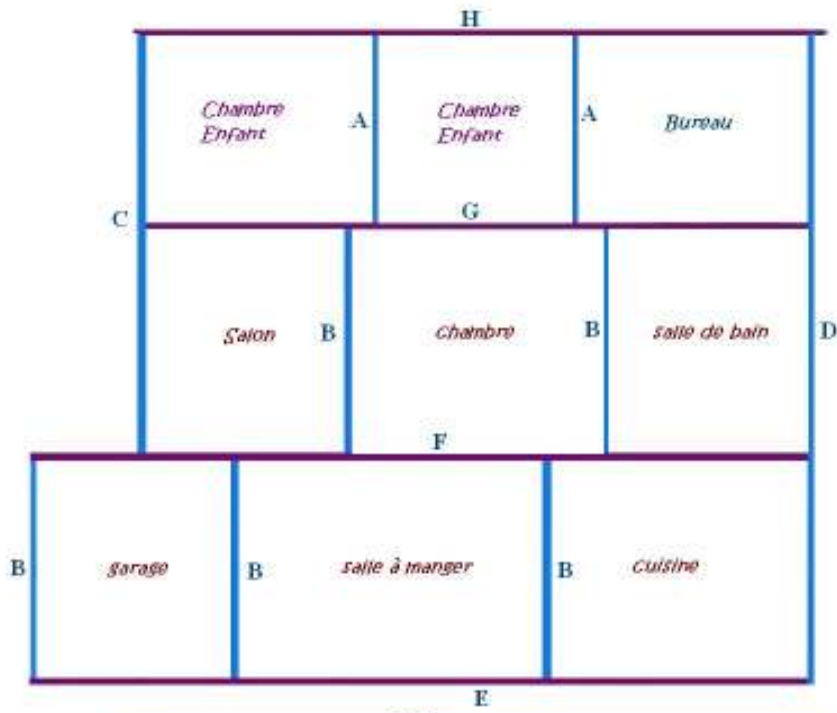 H
Chambre
Enfant
A
Chambre
Enfant
A
Bureau
C
G
Salon
B
chambre
B
salle de bain
D
F
B
garage
B
salle à manger
B
cuisine
E